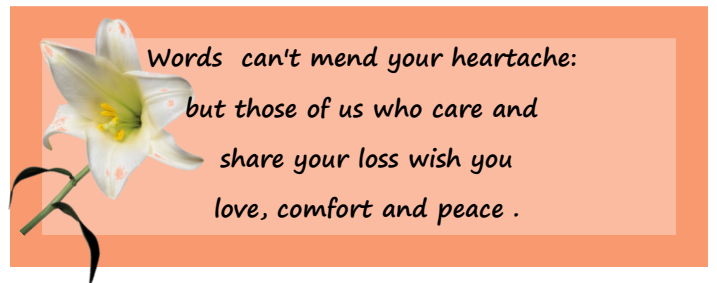 Words can't mend your heartache:
but those of us who care and
share your loss wish you
love, comfort and peace .